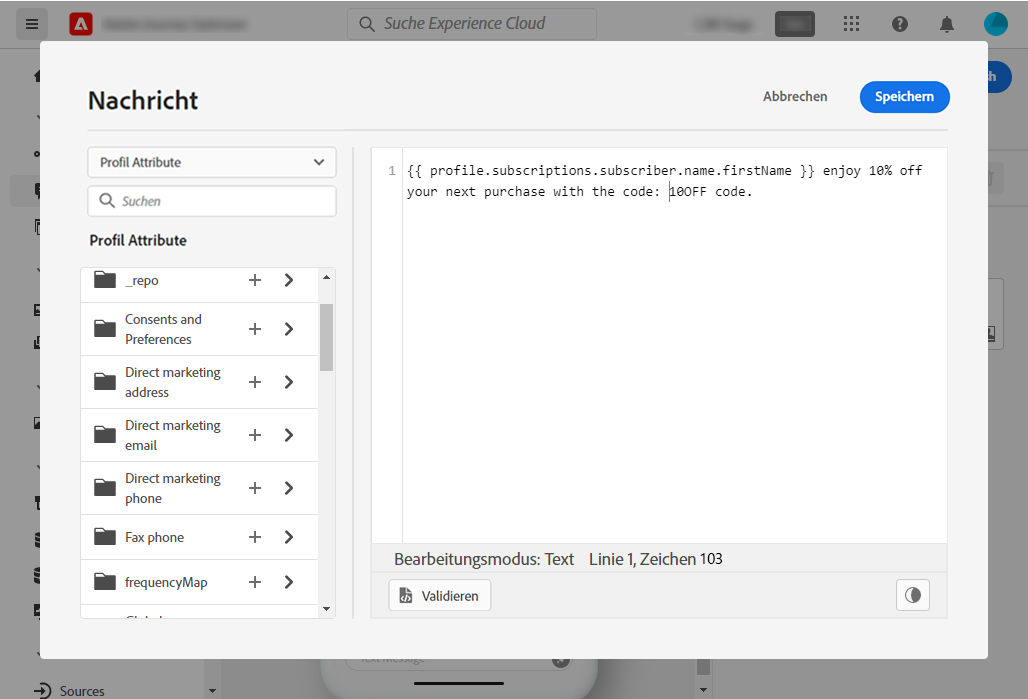 Suche Experience Cloud
Nachricht
Abbrechen
Speichern
Profil Attribute
Suchen
Profil Attribute
_repo
Consents and
Preferences
Direct marketing
address
Direct marketing
email
Direct marketing
phone
Fax phone
frequencyMap
1 {{ profile.subscriptions.subscriber.name.firstName }} enjoy 10% off
your next purchase with the code: 10OFF code.
Bearbeitungsmodus: Text Linie 1, Zeichen 103
Validieren
Sources